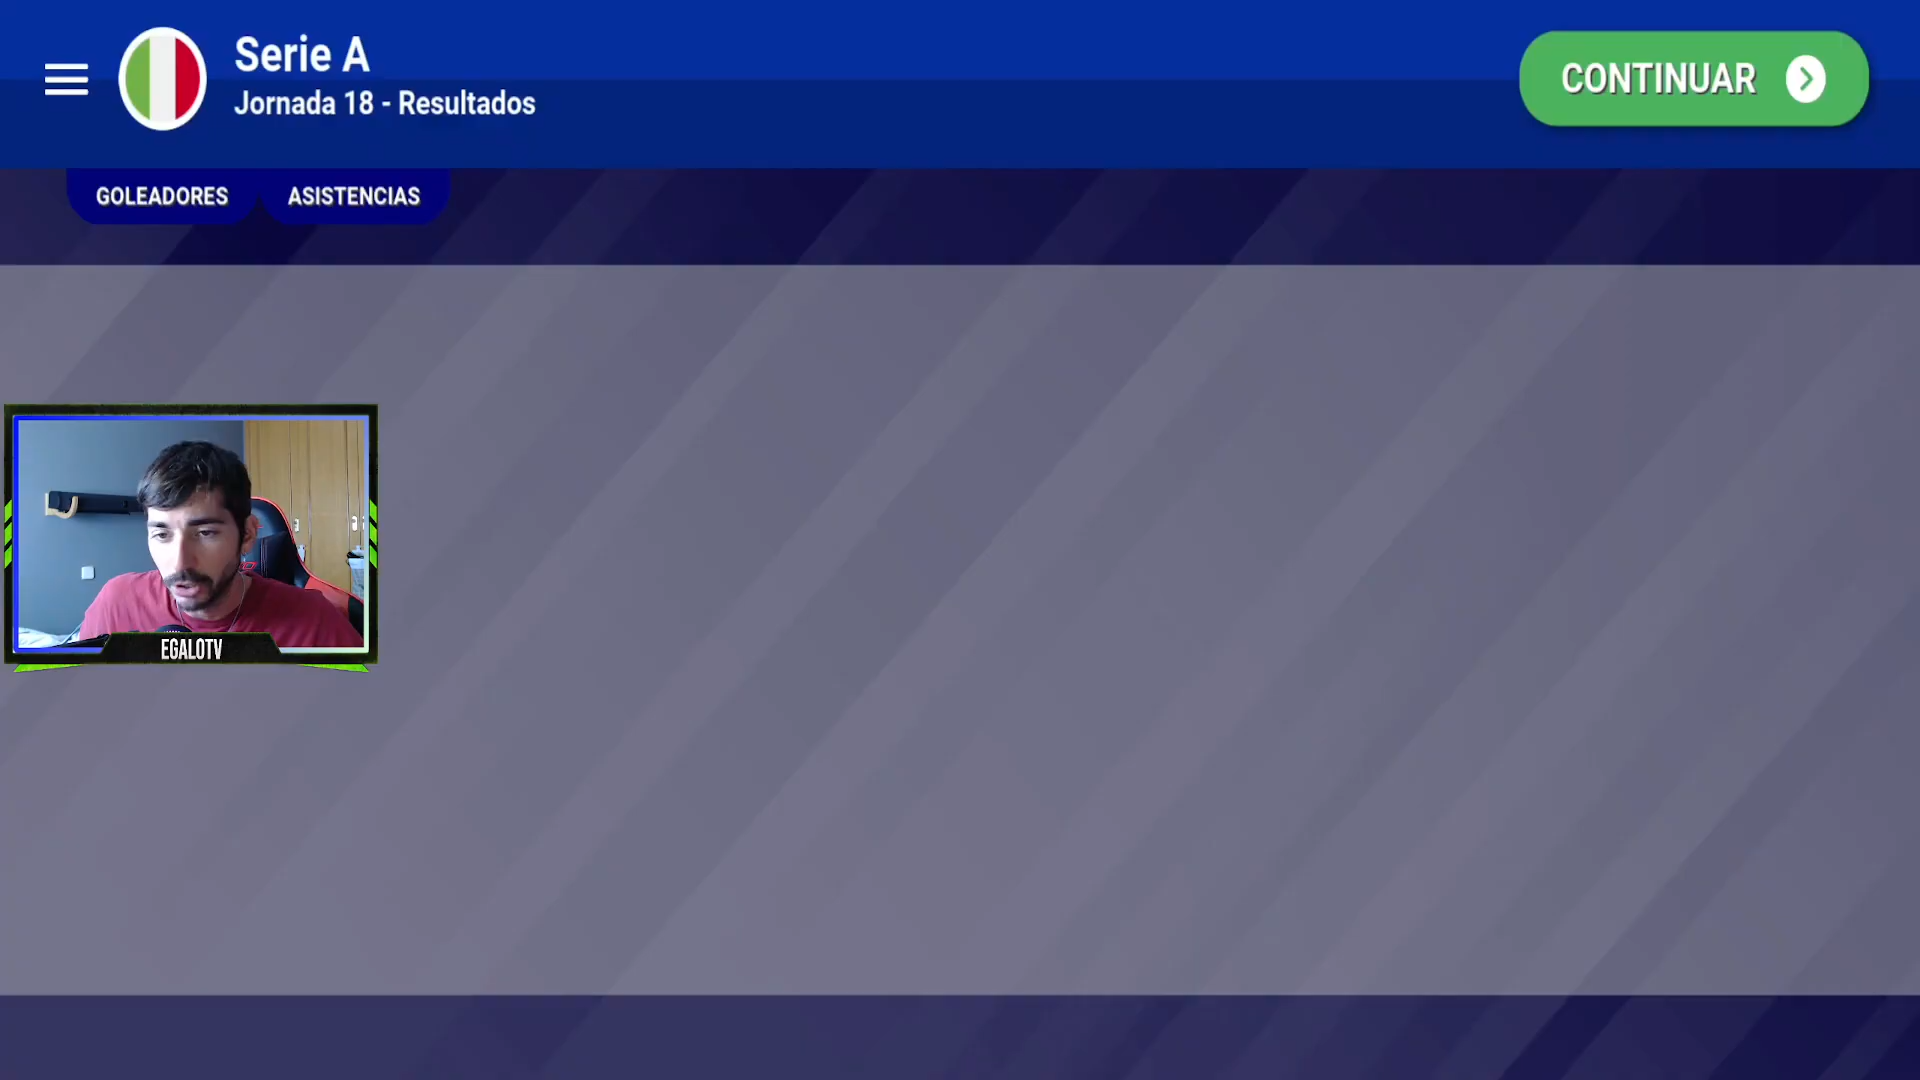 Serie A
Jornada 18 - Resultados
CONTINUAR
GOLEADORES
ASISTENCIAS
EGALOTV